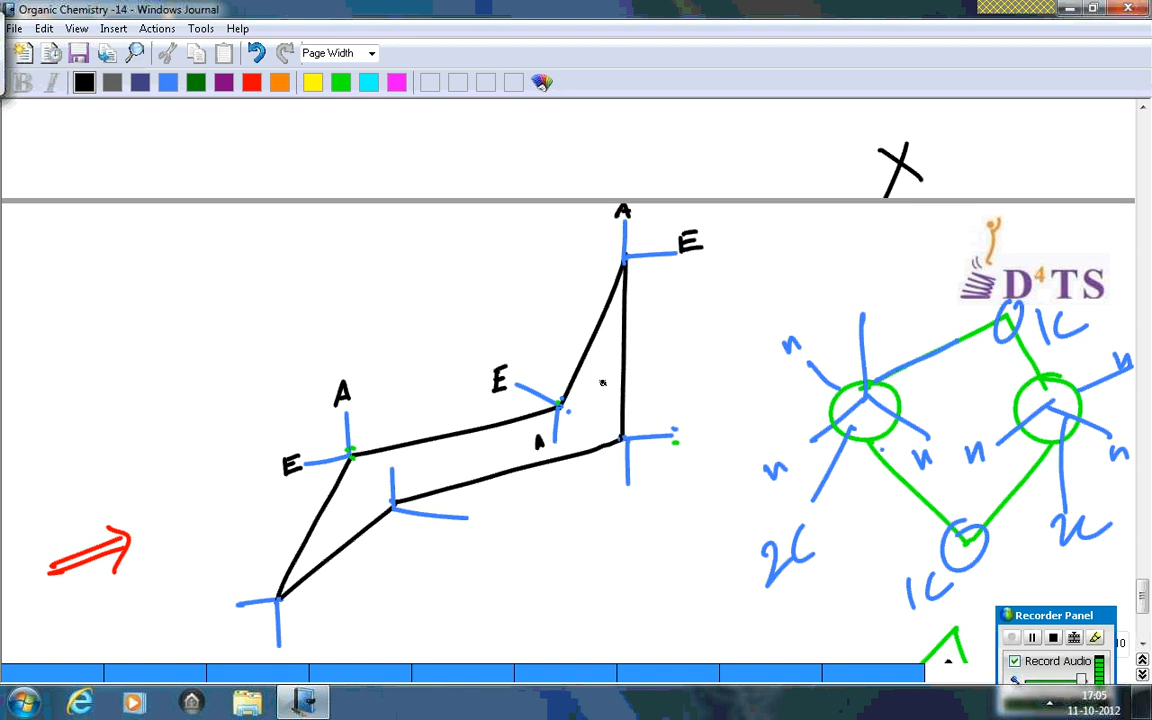 Organic Chemistry -14 - Windows Journal
File Edit View Insert Actions Tools Help
Page Width
B I
X
A
E
D4TS
1C
n
n
E
A
A
E
n
n
n
n
2C
2C
1C
Recorder Panel
10
Record Audio
17:05
11-10-2012